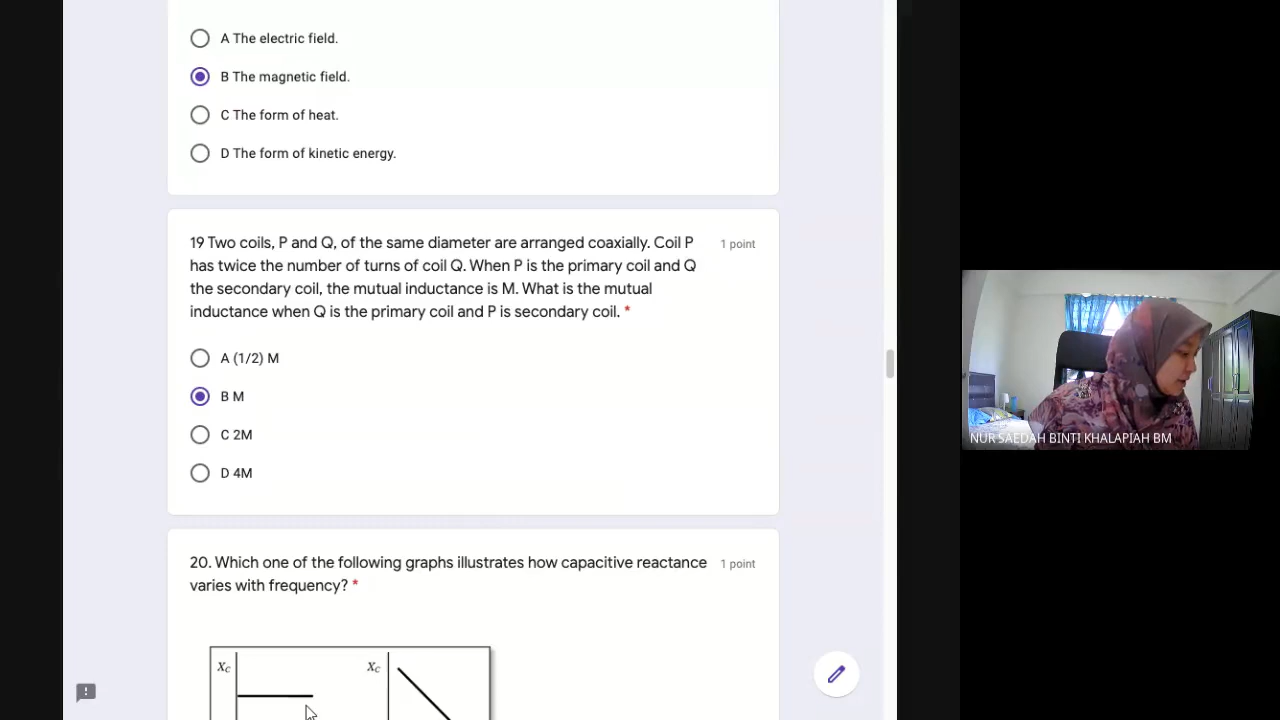 A The electric field.
B The magnetic field.
C The form of heat.
D The form of kinetic energy.
19 Two coils, P and Q, of the same diameter are arranged coaxially. Coil P
has twice the number of turns of coil Q. When P is the primary coil and Q
the secondary coil, the mutual inductance is M. What is the mutual
inductance when Q is the primary coil and P is secondary coil. *
1 point
A (1/2) M
B M
C 2M
D 4M
20. Which one of the following graphs illustrates how capacitive reactance
varies with frequency? *
1 point
Xc
Xc
NUR SAEDAH BINTI KHALAPIAH BM